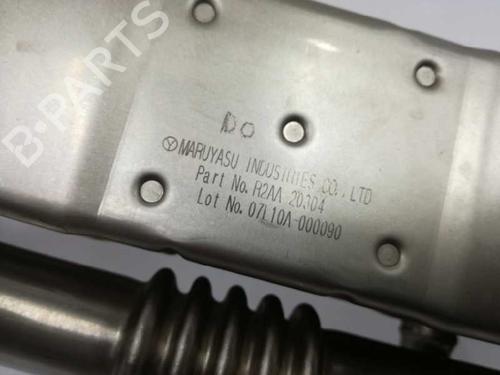 B-PARTS
Do
MARUYASU INDUSTRIES CO., LTD
Part No. R2AA 20304
Lot No. 07L10A-000090